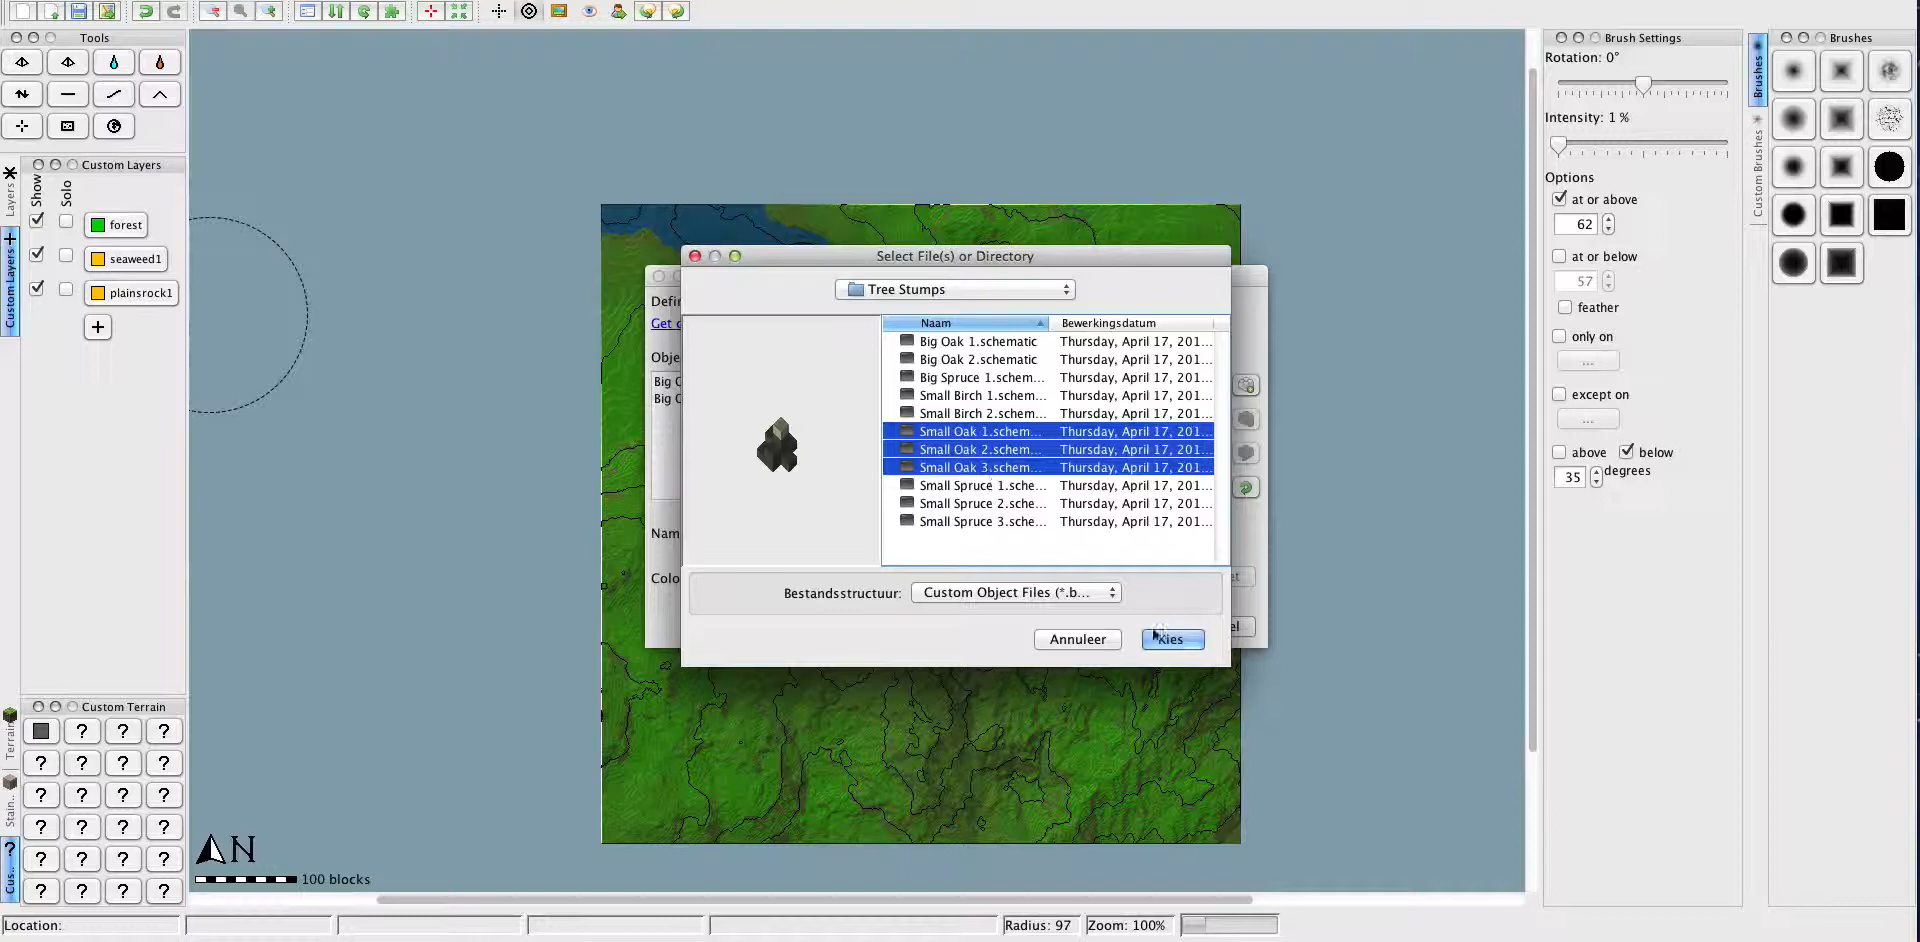 Tools
Custom Layers
Show
Solo
Layers
Custom Layers
forest
seaweed1
plainsrock1
+
Custom Terrain
Terrain
Stain...
Cus...
? ? ?
? ? ? ?
? ? ? ?
? ? ? ?
? ? ? ?
? ? ? ?
N
100 blocks
Get
Big
Big
Select File(s) or Directory
Tree Stumps
Naam
Bewerkingsdatum
Big Oak 1.schematic Thursday, April 17, 201...
Big Oak 2.schematic Thursday, April 17, 201...
Big Spruce 1.schem... Thursday, April 17, 201...
Small Birch 1.schem... Thursday, April 17, 201...
Small Birch 2.schem... Thursday, April 17, 201...
Small Oak 1.schem... Thursday, April 17, 201...
Small Oak 2.schem... Thursday, April 17, 201...
Small Oak 3.schem... Thursday, April 17, 201...
Small Spruce 1.sche... Thursday, April 17, 201...
Small Spruce 2.sche... Thursday, April 17, 201...
Small Spruce 3.sche... Thursday, April 17, 201...
Bestandsstructuur: Custom Object Files (*.b...
Annuleer
Kies
Brush Settings
Rotation: 0°
Intensity: 1 %
Options
at or above
62
at or below
57
feather
only on
...
except on
...
above below
35 degrees
Brushes
Custom Brushes
Brushes
Location:
Radius: 97
Zoom: 100%